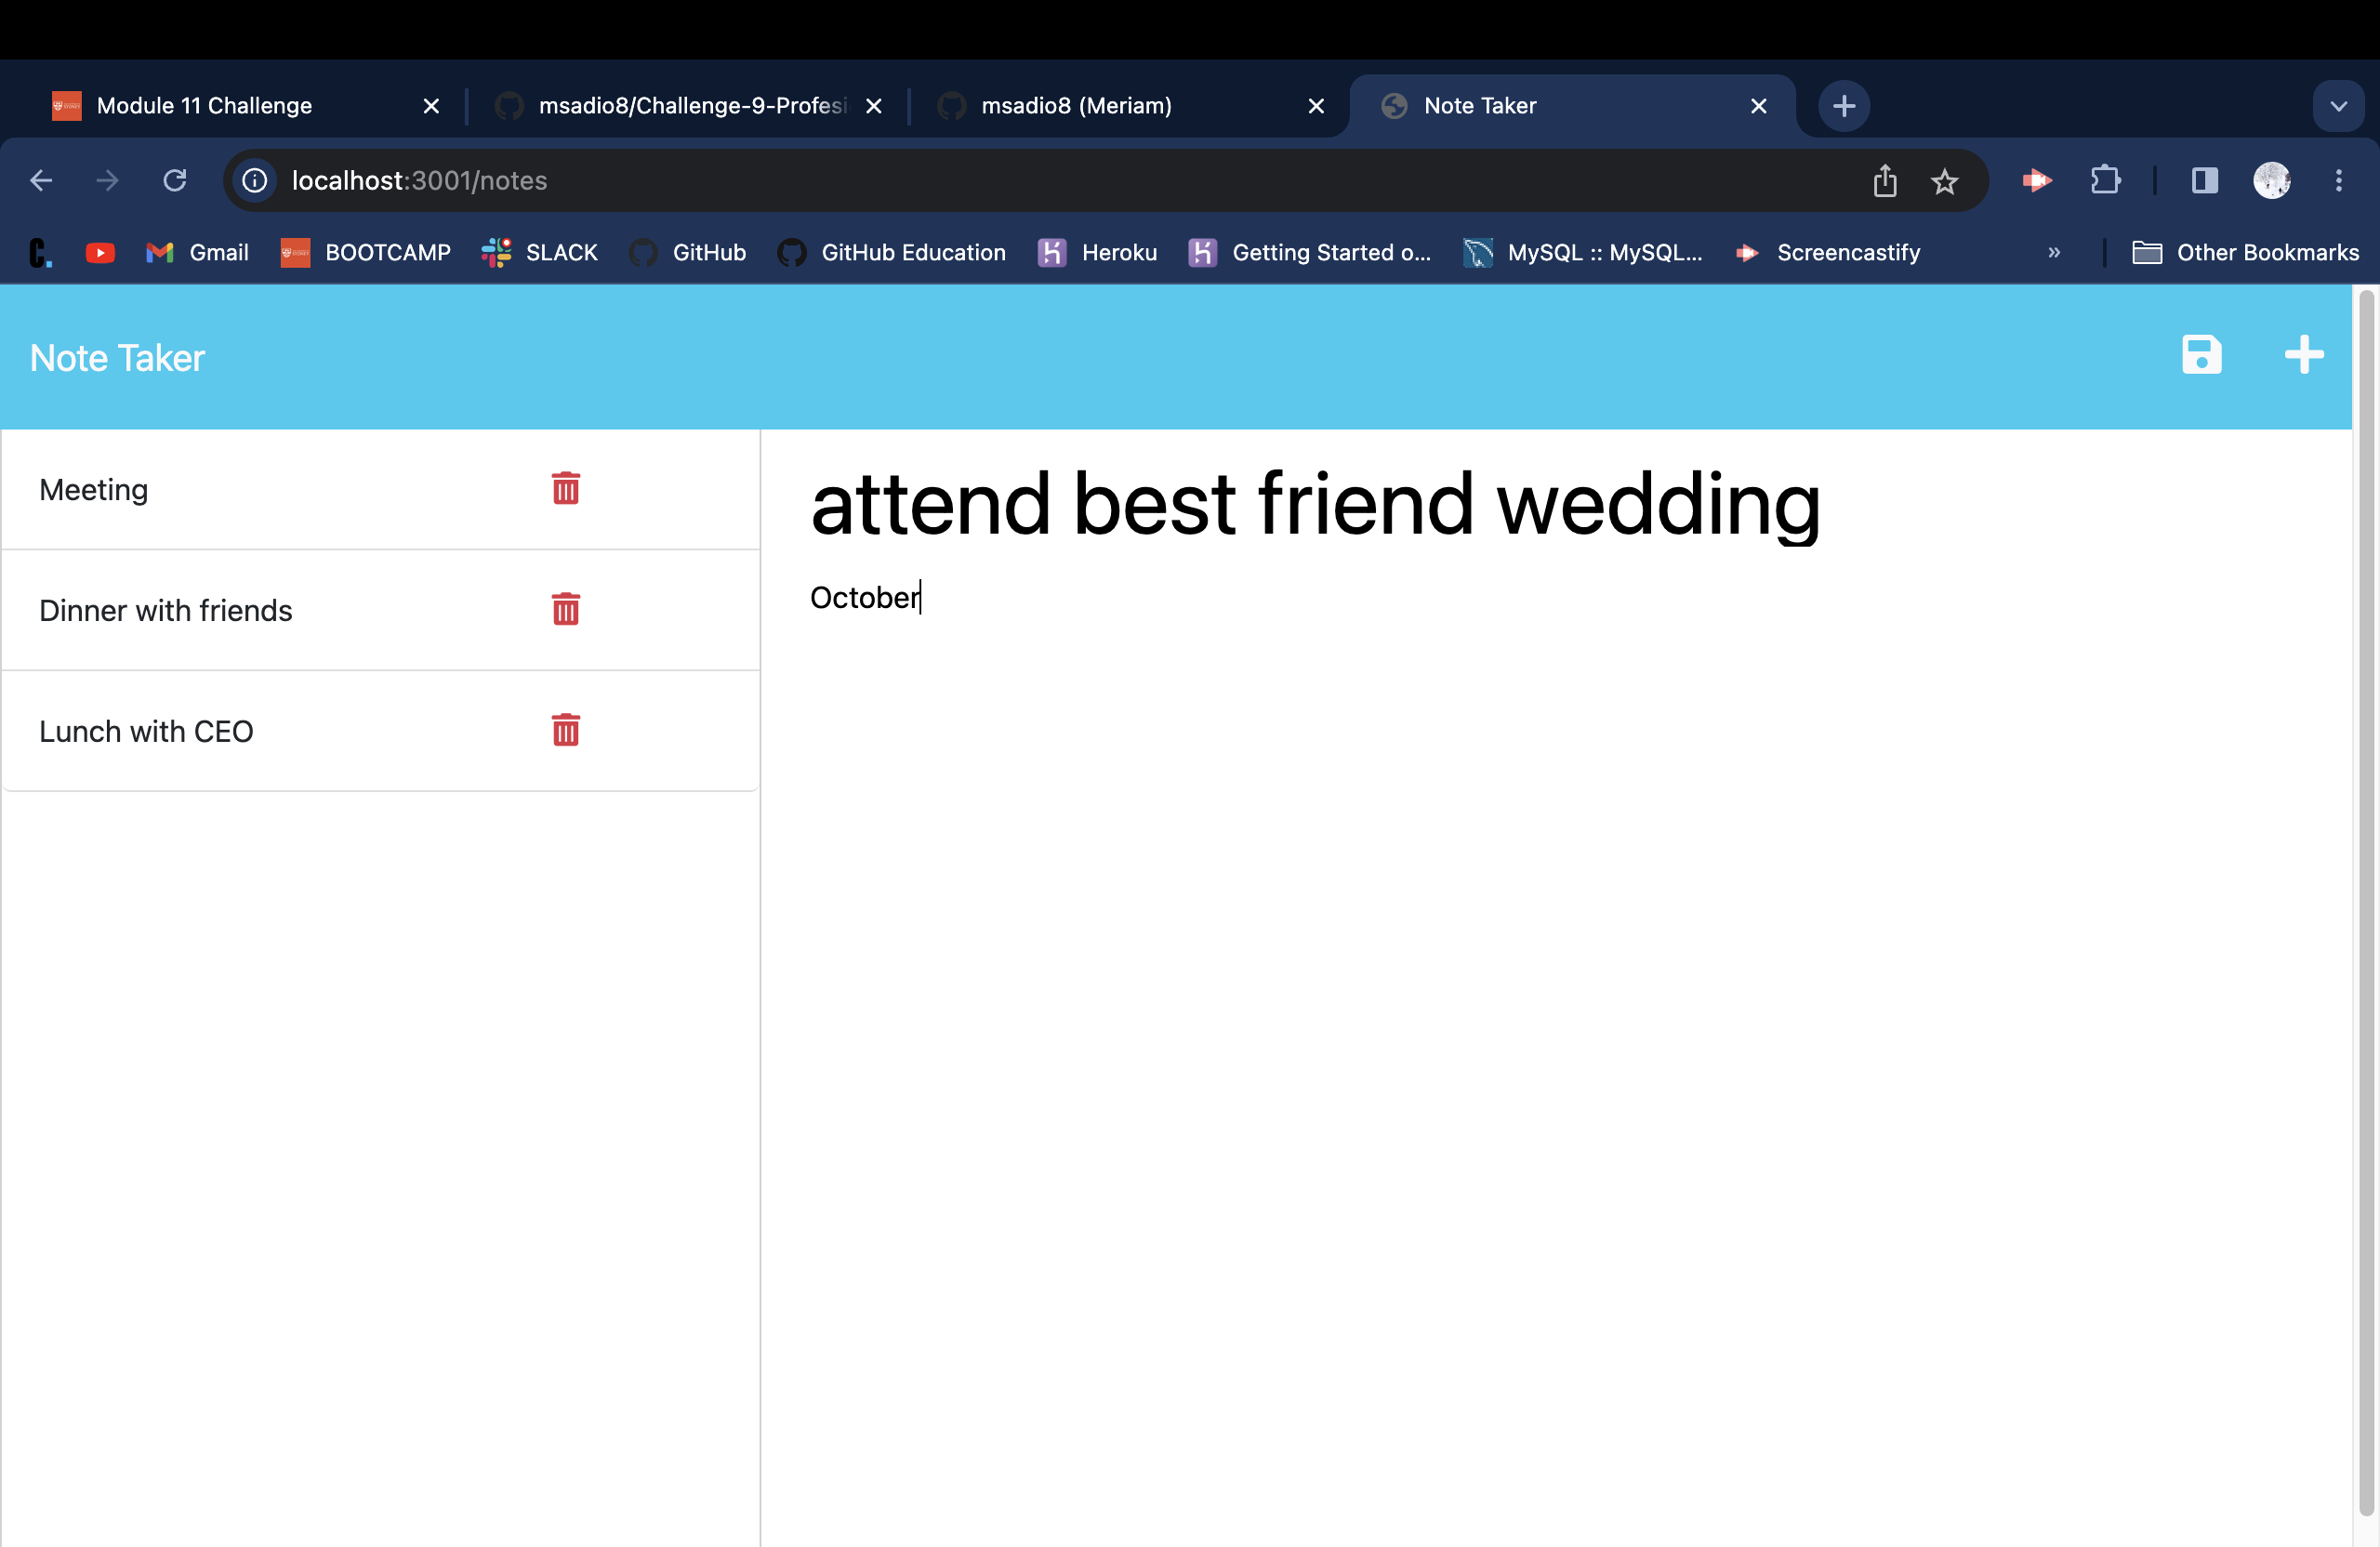 Module 11 Challenge
msadio8/Challenge-9-Profesi
msadio8 (Meriam)
Note Taker
localhost:3001/notes
C.
Gmail
BOOTCAMP
SLACK
GitHub
GitHub Education
Heroku
Getting Started o...
MySQL :: MySQL...
Screencastify
»
Other Bookmarks
Note Taker
Meeting
Dinner with friends
Lunch with CEO
attend best friend wedding
October